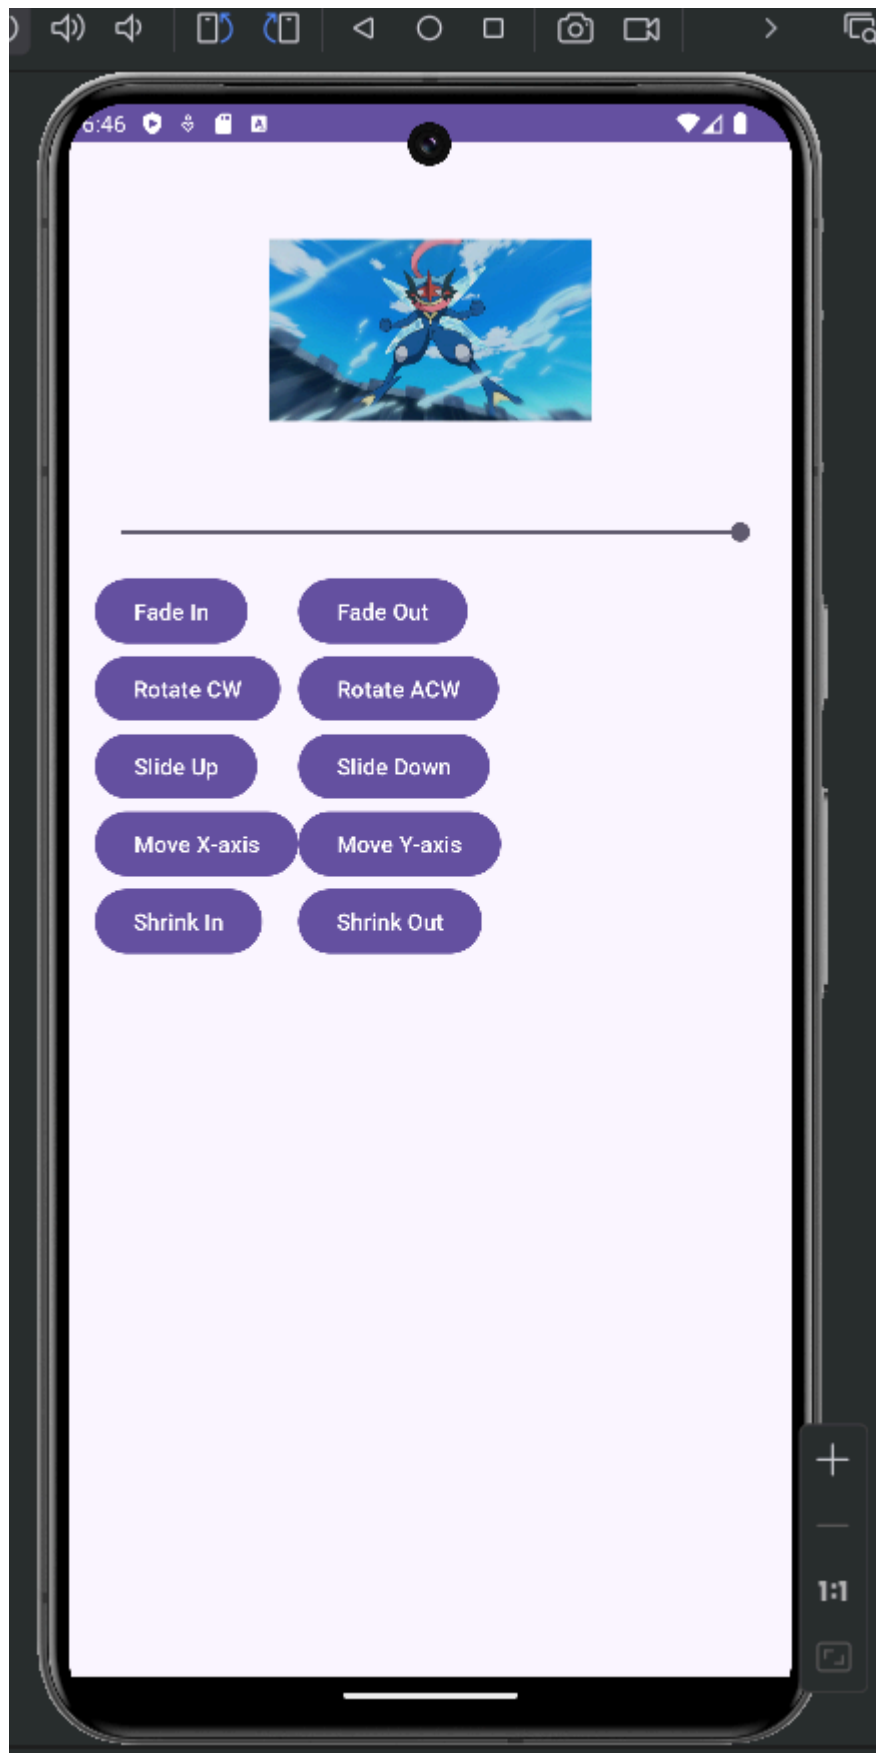 6:46
Fade In Fade Out
Rotate CW Rotate ACW
Slide Up Slide Down
Move X-axis Move Y-axis
Shrink In Shrink Out
1:1